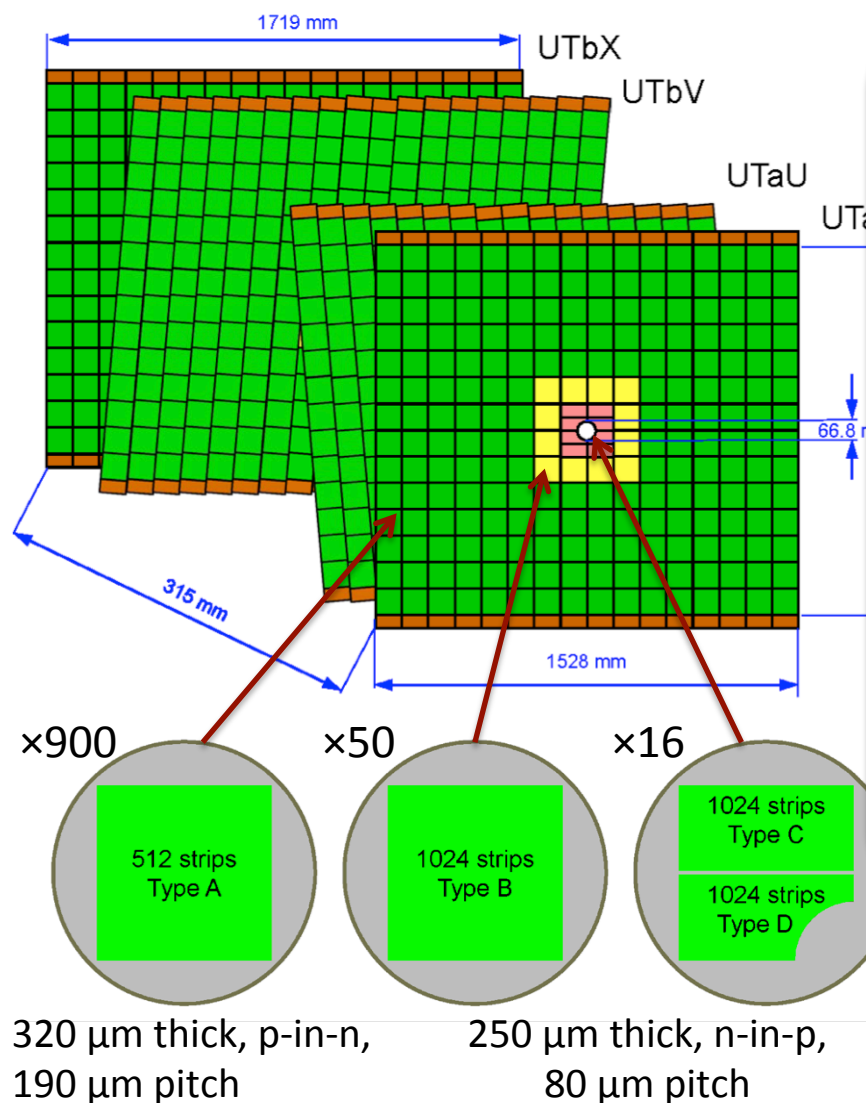 1719 mm
UTbX
UTbV
UTaU
UTa
66.8
315 mm
1528 mm
×900
×50
×16
512 strips
Type A
1024 strips
Type B
1024 strips
Type C
1024 strips
Type D
320 μm thick, p-in-n,
190 μm pitch
250 μm thick, n-in-p,
80 μm pitch